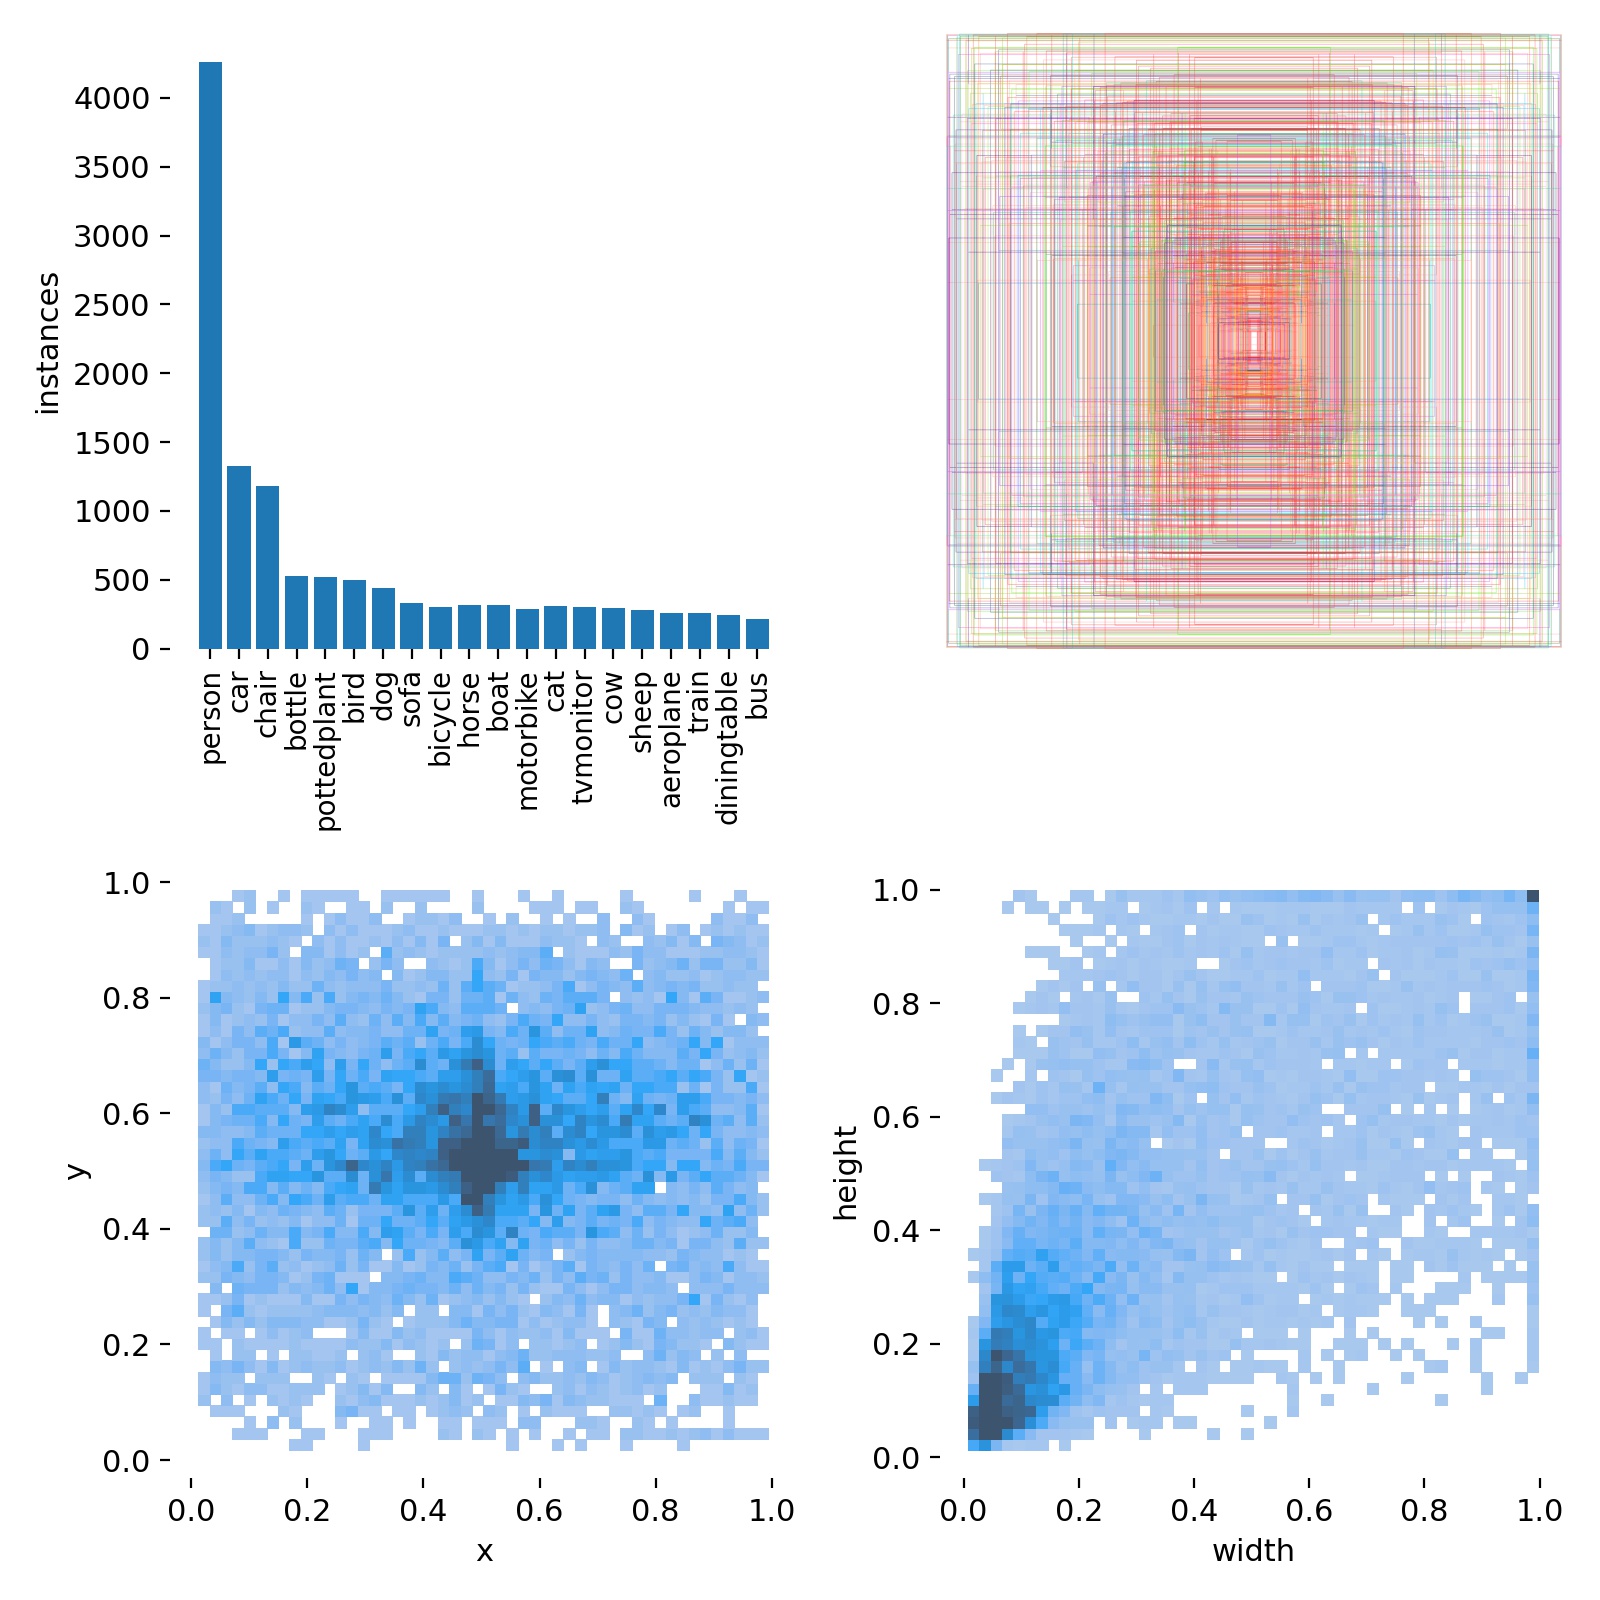 4000
3500
3000
2500
2000
1500
1000
500
0
instances
person
car
chair
bottle
pottedplant
bird
dog
sofa
bicycle
horse
boat
motorbike
cat
tvmonitor
cow
sheep
aeroplane
train
diningtable
bus
1.0
0.8
0.6
0.4
0.2
0.0
y
0.0 0.2 0.4 0.6 0.8 1.0
x
1.0
0.8
0.6
0.4
0.2
0.0
height
0.0 0.2 0.4 0.6 0.8 1.0
width